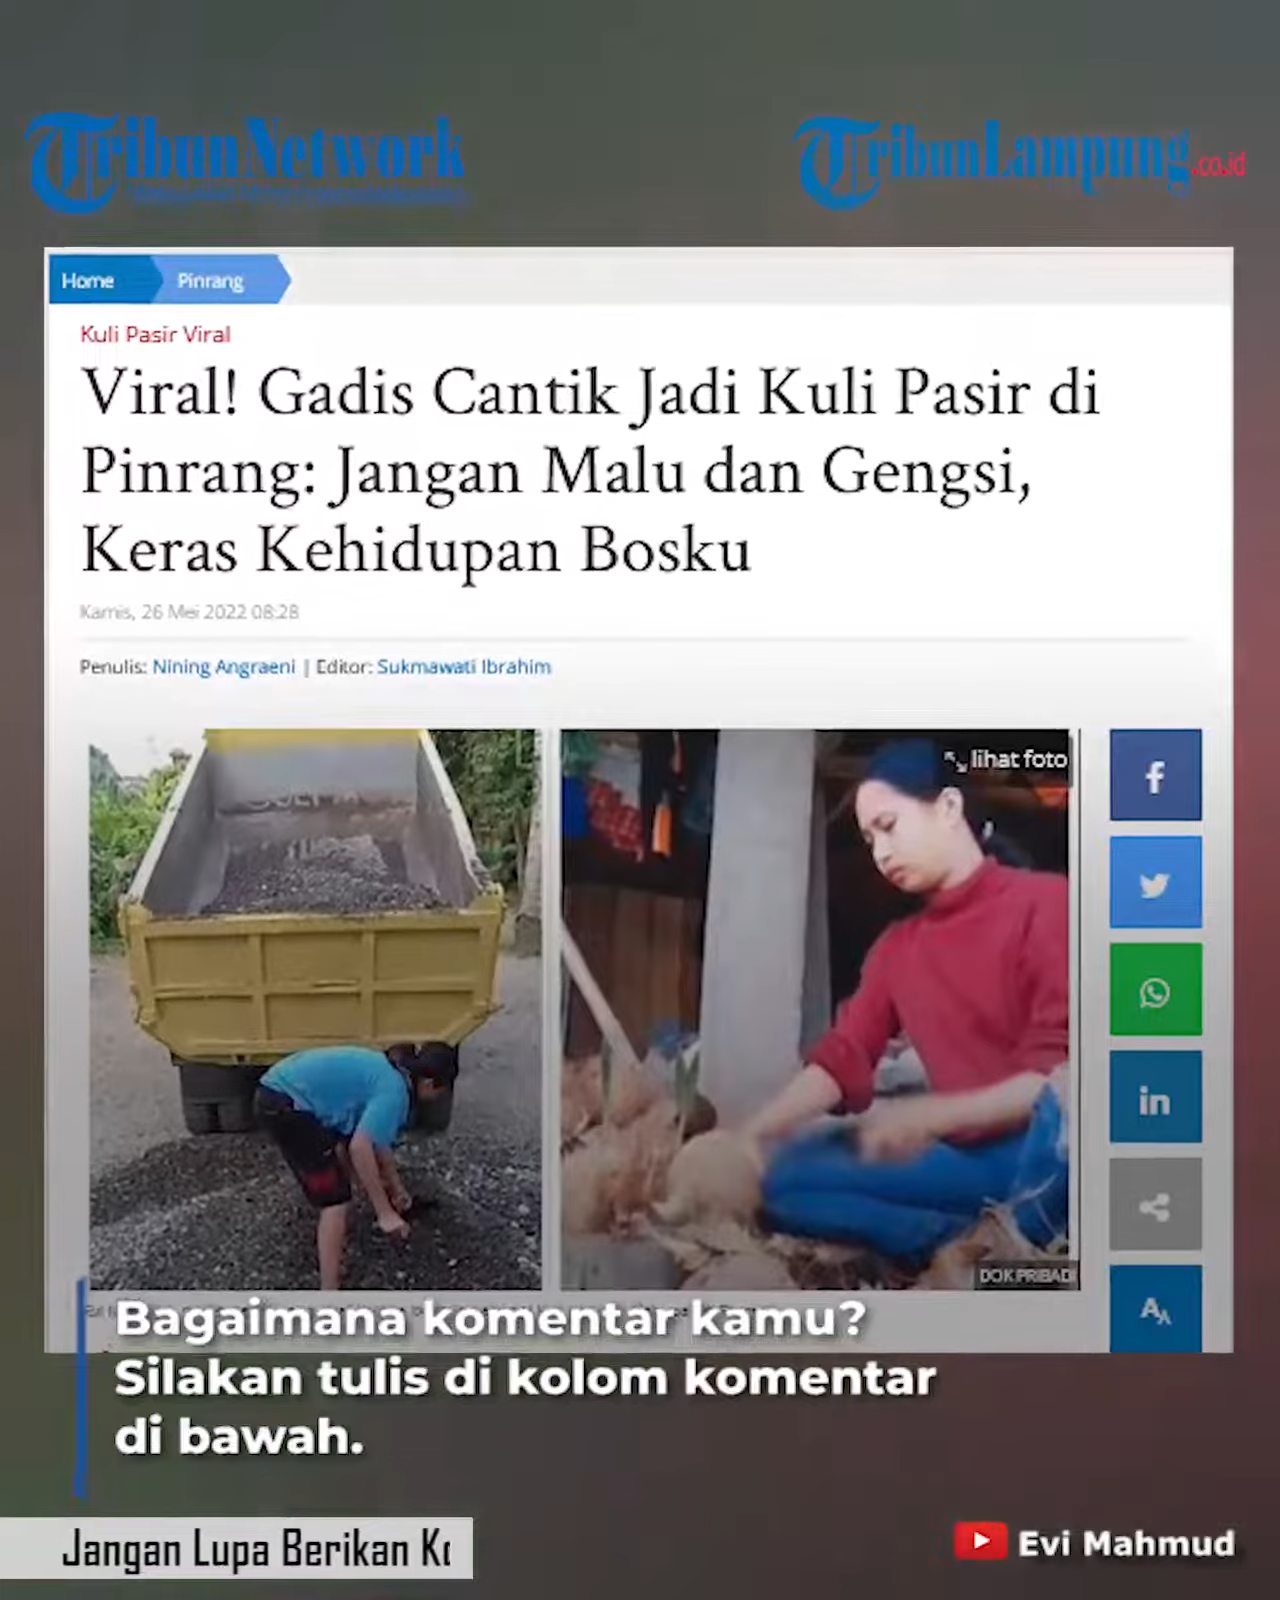 TribunNetwork
TribunLampung.co.id
Home
Pinrang
Kuli Pasir Viral
Viral! Gadis Cantik Jadi Kuli Pasir di
Pinrang: Jangan Malu dan Gengsi,
Keras Kehidupan Bosku
Kamis, 26 Mei 2022 08:28
Penulis: Nining Angraeni | Editor: Sukmawati Ibrahim
lihat foto
DOK PRIBADI
Bagaimana komentar kamu?
Silakan tulis di kolom komentar
di bawah.
Jangan Lupa Berikan Ko
Evi Mahmud